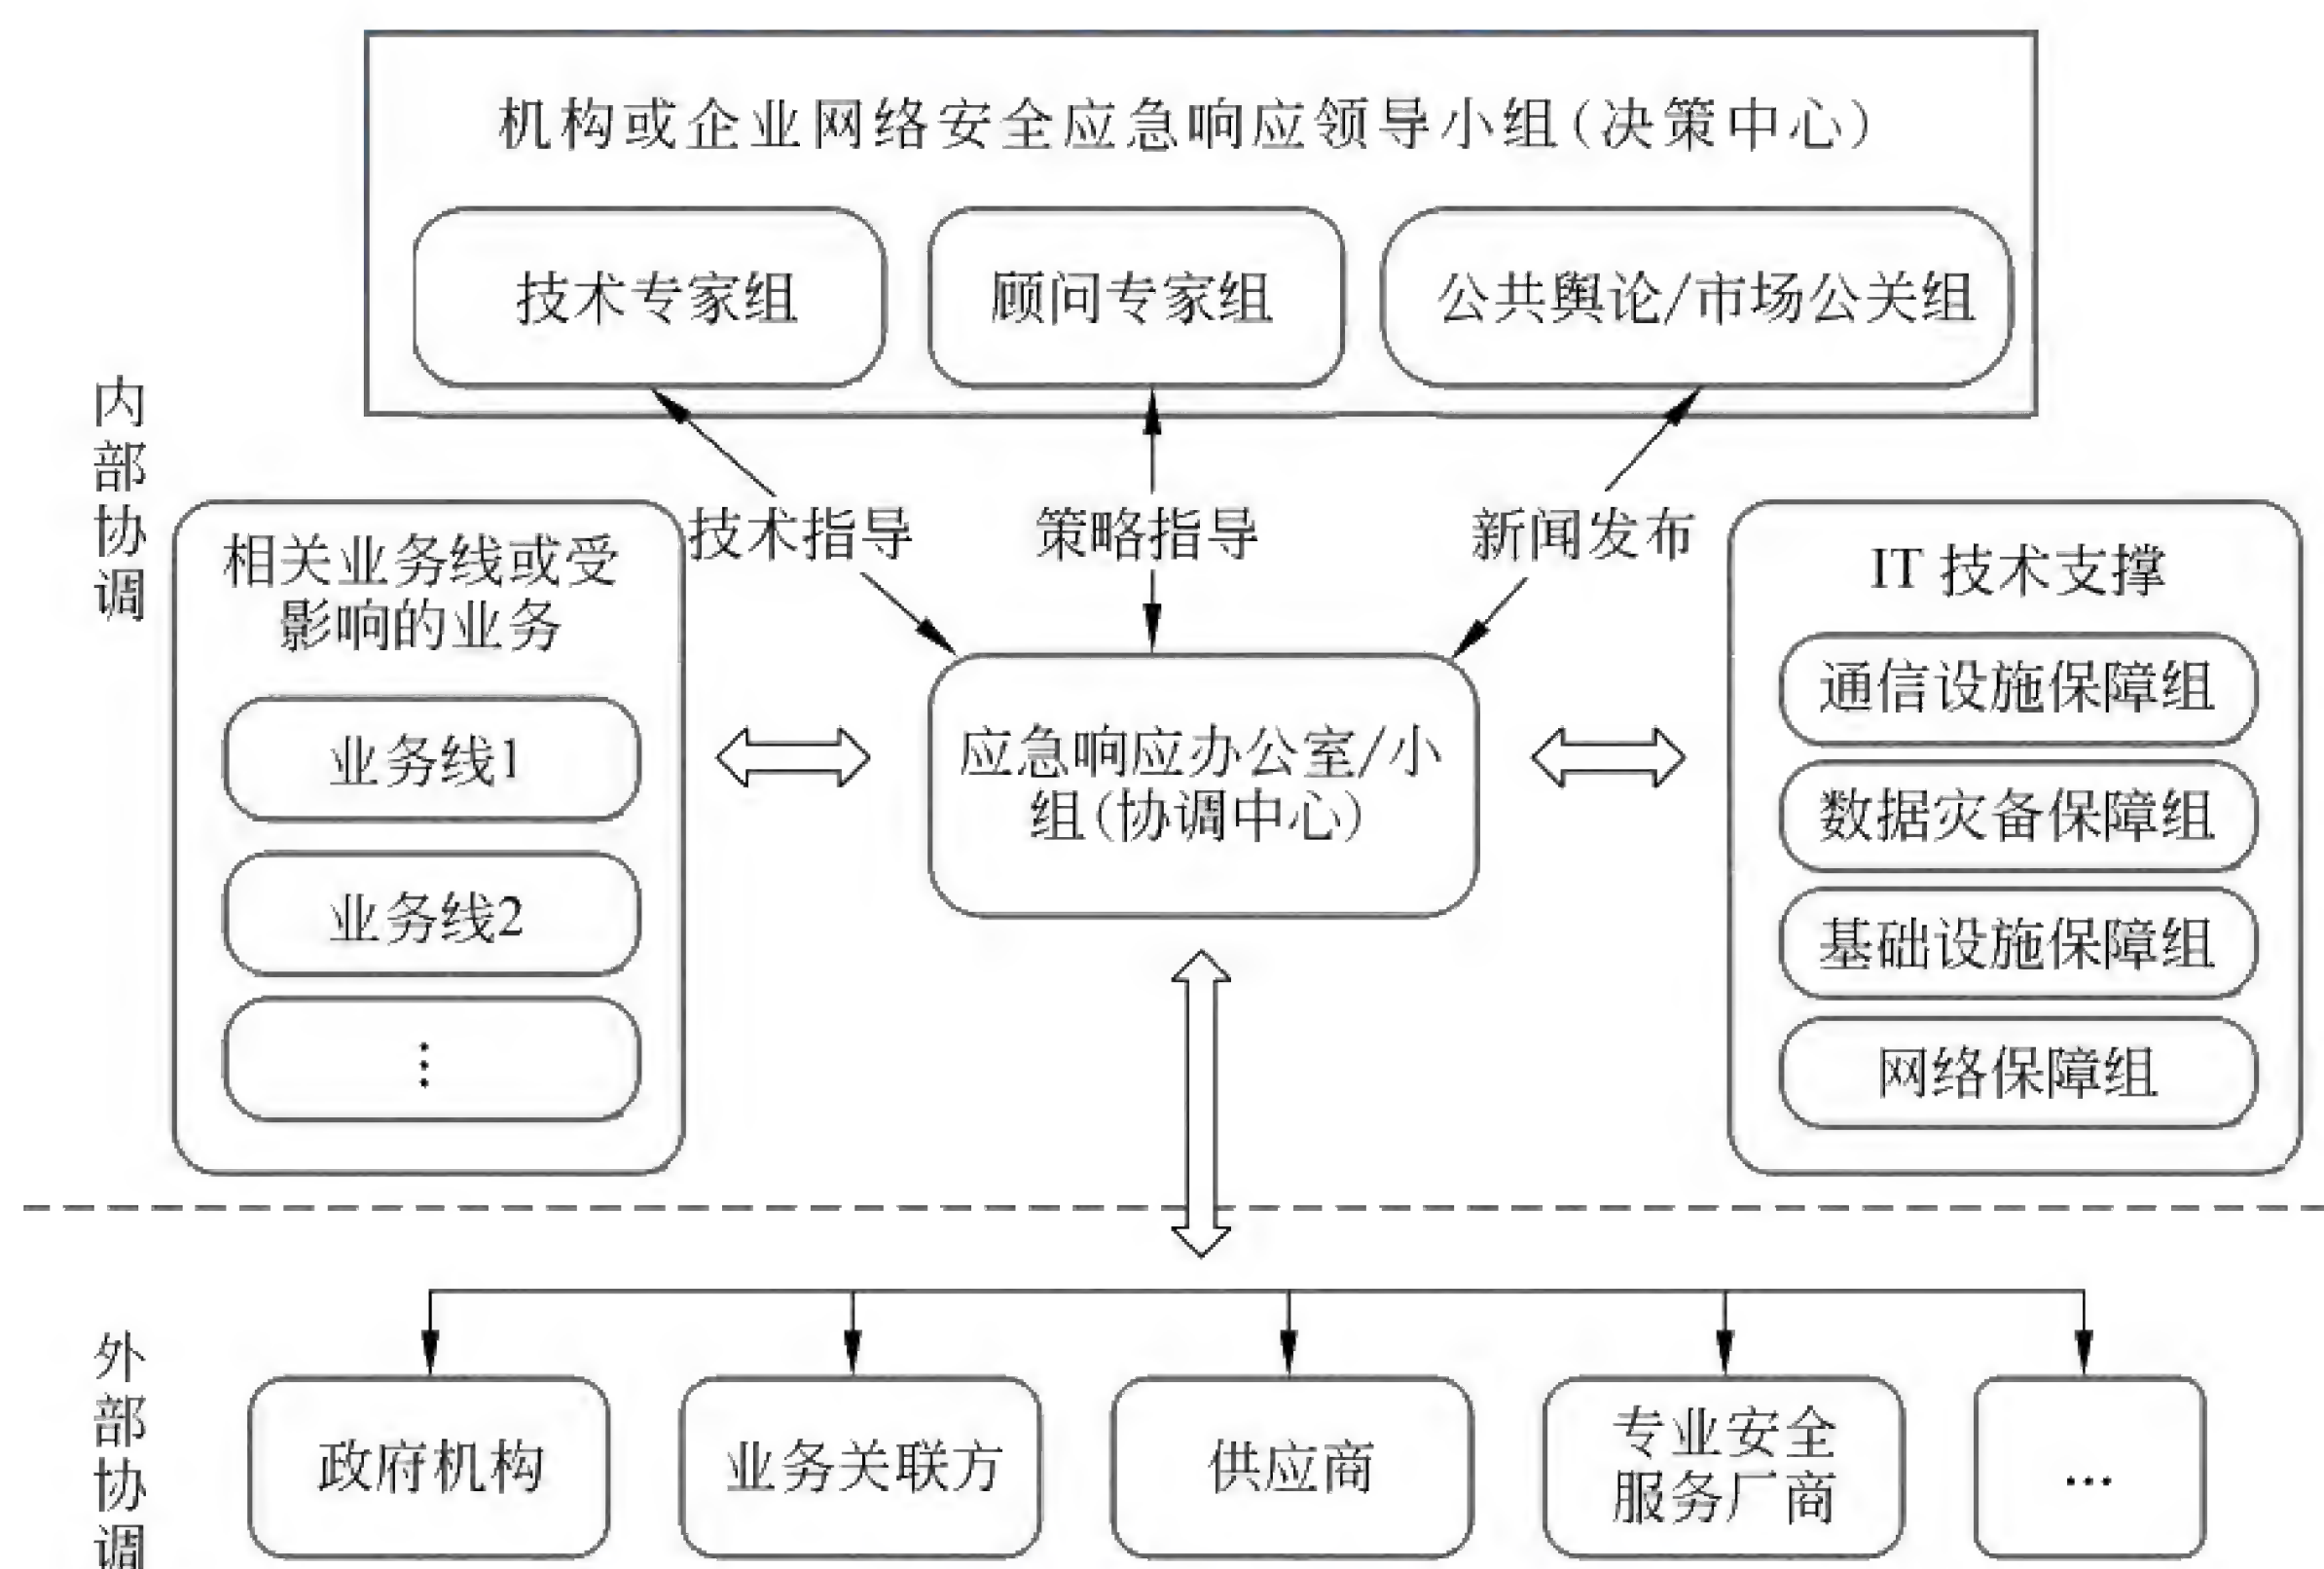 机构或企业网络安全应急响应领导小组(决策中心)
技术专家组
顾问专家组
公共舆论/市场公关组
内部协调
技术指导
策略指导
新闻发布
相关业务线或受
影响的业务
业务线1
业务线2
⋮
应急响应办公室/小
组(协调中心)
IT 技术支撑
通信设施保障组
数据灾备保障组
基础设施保障组
网络保障组
外部协调
政府机构
业务关联方
供应商
专业安全
服务厂商
…